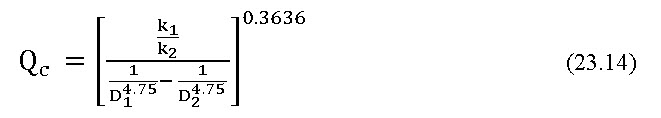 Q_c = [ (k_1/k_2) / (1/D_1^4.75 − 1/D_2^4.75) ]^0.3636 (23.14)